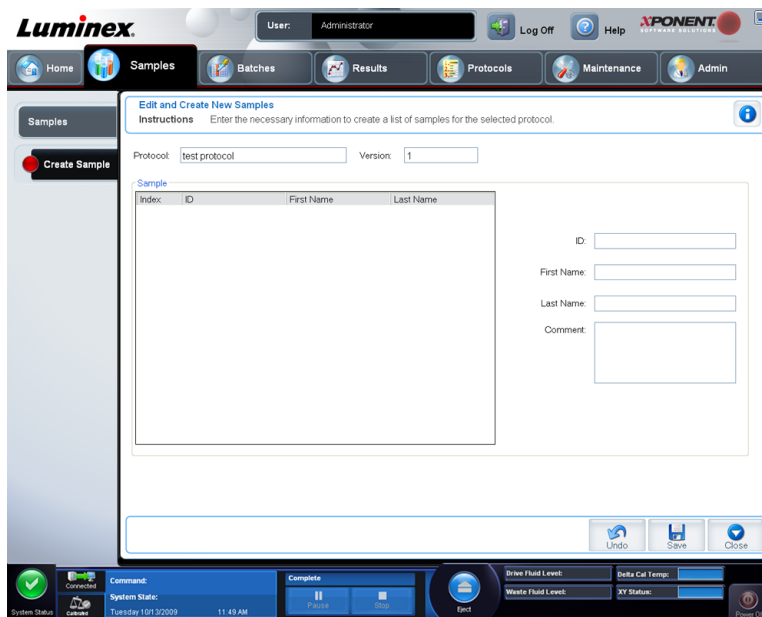 Luminex.
User: Administrator
Log Off
Help
XPONENT
SOFTWARE SOLUTIONS
Home
Samples
Batches
Results
Protocols
Maintenance
Admin
Samples
Create Sample
Edit and Create New Samples
Instructions Enter the necessary information to create a list of samples for the selected protocol.
Protocol: test protocol Version: 1
Sample
Index ID First Name Last Name
ID:
First Name:
Last Name:
Comment:
Undo
Save
Close
System Status
Connected
Calibrated
Command:
System State:
Tuesday 10/13/2009 11:49 AM
Complete
Pause
Stop
Eject
Drive Fluid Level:
Waste Fluid Level:
Delta Cal Temp:
XY Status: